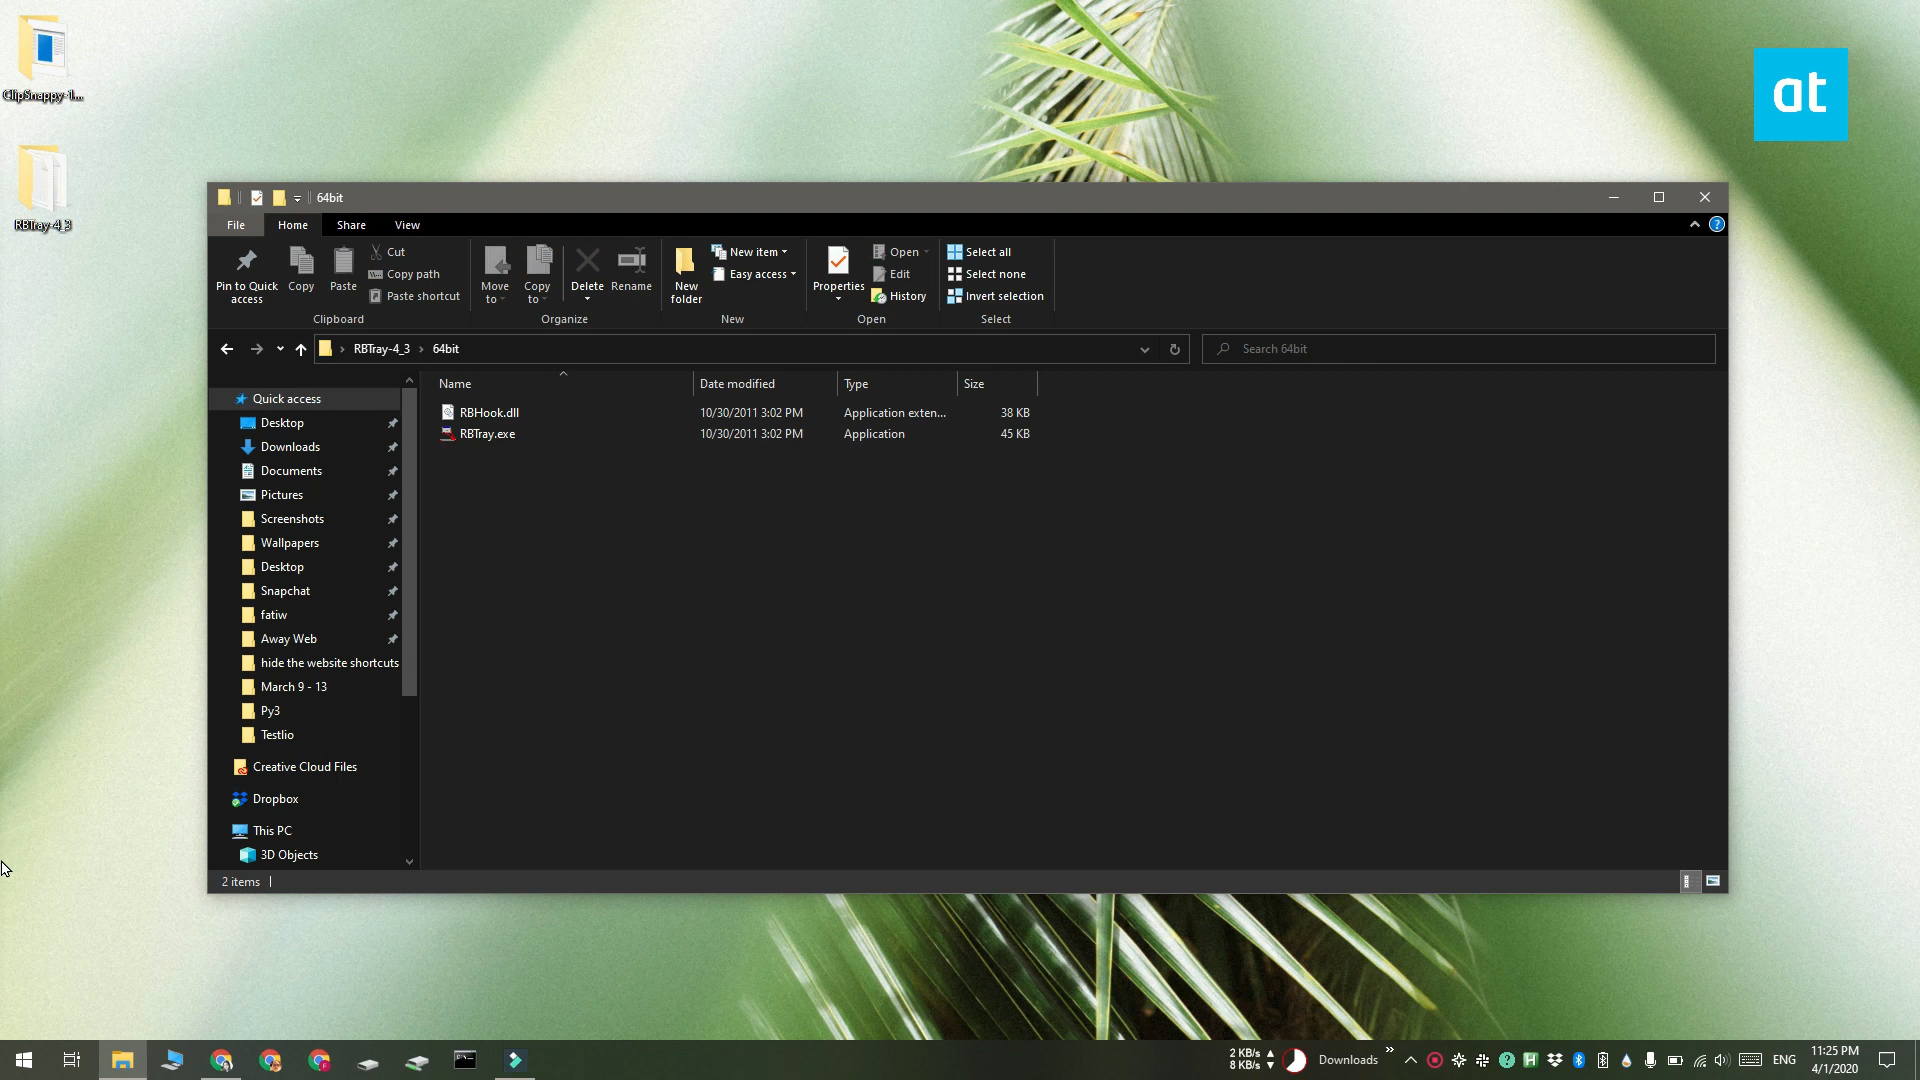 ClipSnappy-1...
RBTray-4_3
at
64bit
File Home Share View
Pin to Quick access
Copy
Paste
Cut
Copy path
Paste shortcut
Clipboard
Move to
Copy to
Delete
Rename
Organize
New folder
New item
Easy access
New
Properties
Open
Edit
History
Open
Select all
Select none
Invert selection
Select
RBTray-4_3 › 64bit
Search 64bit
Quick access
Desktop
Downloads
Documents
Pictures
Screenshots
Wallpapers
Desktop
Snapchat
fatiw
Away Web
hide the website shortcuts
March 9 - 13
Py3
Testlio
Creative Cloud Files
Dropbox
This PC
3D Objects
Name Date modified Type Size
RBHook.dll 10/30/2011 3:02 PM Application exten... 38 KB
RBTray.exe 10/30/2011 3:02 PM Application 45 KB
2 items
2 KB/s
8 KB/s
Downloads
ENG
11:25 PM
4/1/2020